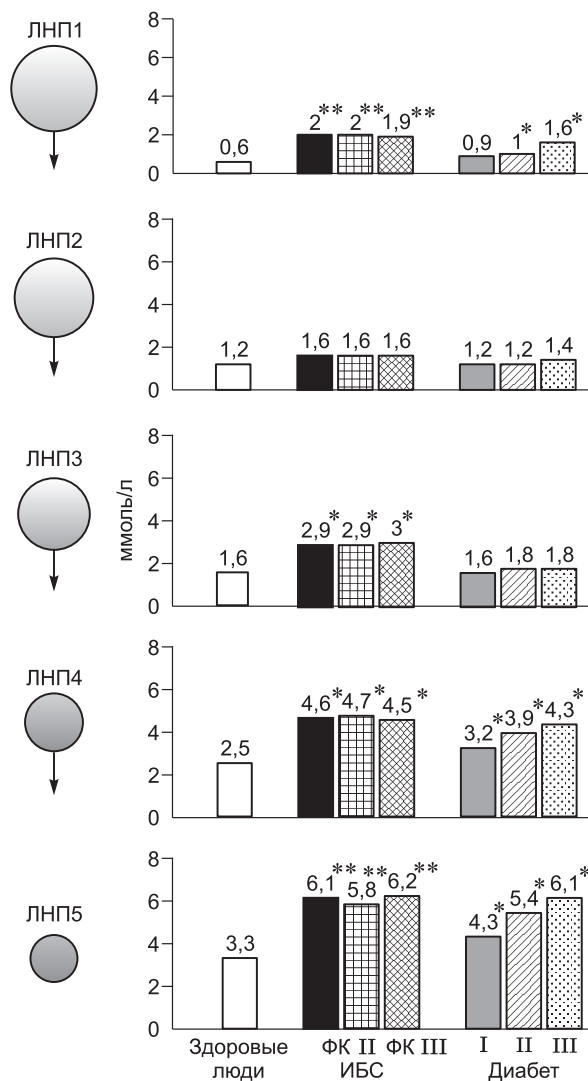 ЛНП1
8
6
4
2
0
0,6
2** 2** 1,9**
0,9 1* 1,6*
ЛНП2
8
6
4
2
0
1,2
1,6 1,6 1,6
1,2 1,2 1,4
ЛНП3
ммоль/л
8
6
4
2
0
1,6
2,9* 2,9* 3*
1,6 1,8 1,8
ЛНП4
8
6
4
2
0
2,5
4,6* 4,7* 4,5*
3,2* 3,9* 4,3*
ЛНП5
8
6
4
2
0
3,3
6,1** 5,8** 6,2**
4,3* 5,4* 6,1*
Здоровые
люди
ФК II ФК III
ИБС
I II III
Диабет